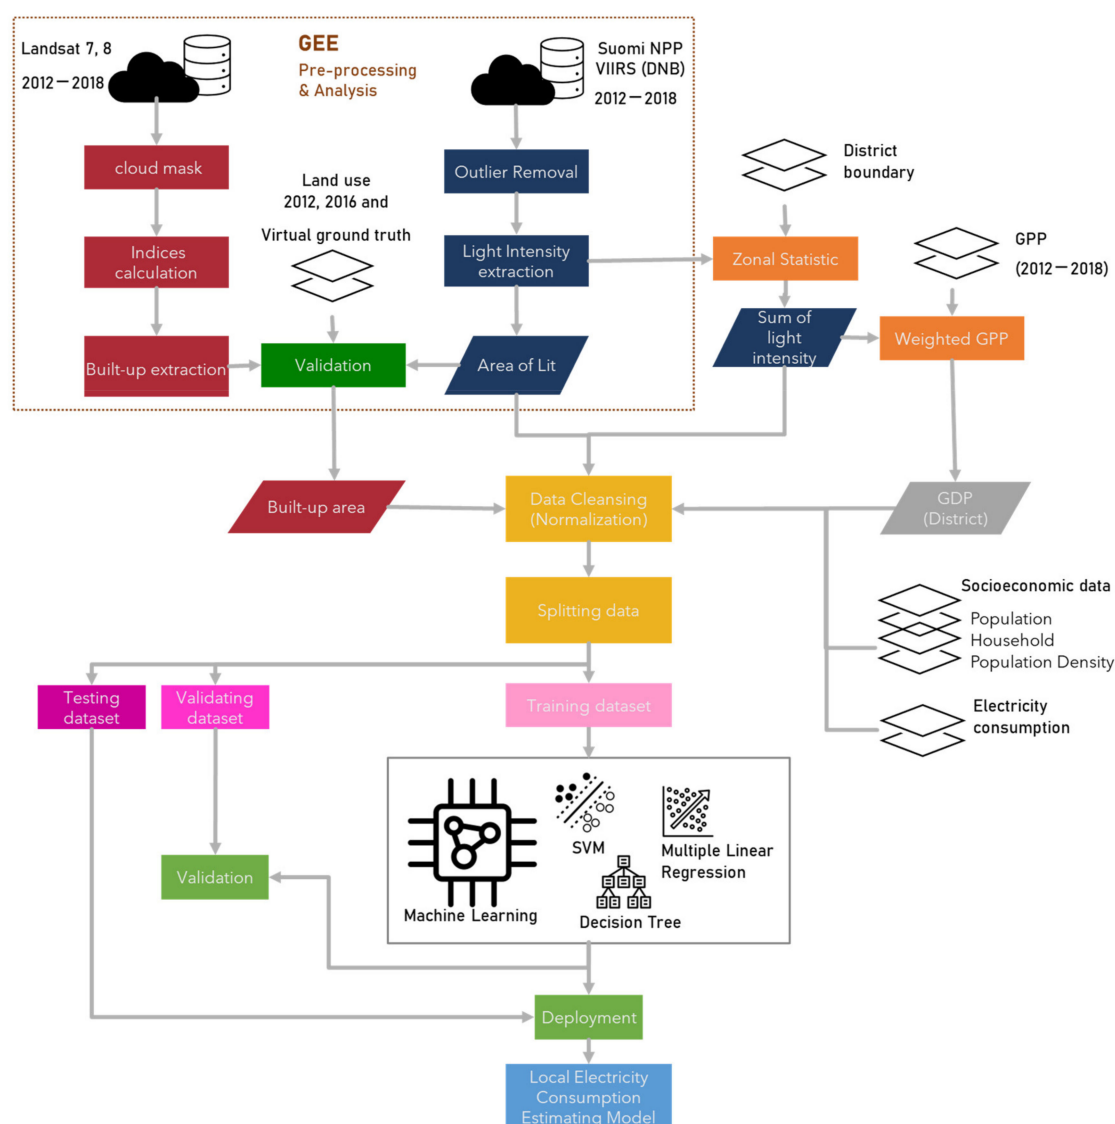 Landsat 7, 8
2012–2018
GEE
Pre-processing
& Analysis
Suomi NPP
VIIRS (DNB)
2012–2018
cloud mask
Outlier Removal
District
boundary
Land use
2012, 2016 and
Virtual ground truth
Indices
calculation
Light Intensity
extraction
Zonal Statistic
GPP
(2012–2018)
Built-up extraction
Validation
Area of Lit
Sum of
light
intensity
Weighted GPP
Built-up area
Data Cleansing
(Normalization)
GDP
(District)
Splitting data
Socioeconomic data
Population
Household
Population Density
Testing
dataset
Validating
dataset
Training dataset
Electricity
consumption
Validation
Machine Learning
SVM
Multiple Linear
Regression
Decision Tree
Deployment
Local Electricity
Consumption
Estimating Model